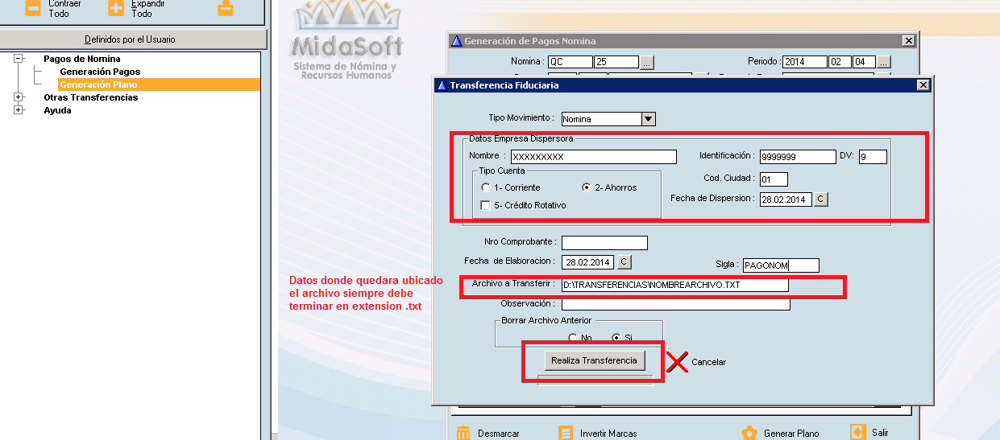 Contraer
Todo
Expandir
Todo
Definidos por el Usuario
Pagos de Nomina
Generación Pagos
Generación Plano
Otras Transferencias
Ayuda
MidaSoft
Sistema de Nómina y
Recursos Humanos
Generación de Pagos Nomina
Nomina : QC 25 ... Periodo : 2014 02 04 ...
Transferencia Fiduciaria
Tipo Movimiento : Nomina
Datos Empresa Dispersora
Nombre : XXXXXXXXX Identificación : 9999999 DV: 9
Tipo Cuenta
1- Corriente 2- Ahorros
5- Crédito Rotativo
Cod. Ciudad : 01
Fecha de Dispersion : 28.02.2014 C
Nro Comprobante :
Fecha de Elaboracion : 28.02.2014 C Sigla : PAGONOM
Datos donde quedara ubicado
el archivo siempre debe
terminar en extension .txt
Archivo a Transferir : D:\TRANSFERENCIAS\NOMBREARCHIVO.TXT
Observación :
Borrar Archivo Anterior
No Si
Realiza Transferencia
Cancelar
Desmarcar Invertir Marcas Generar Plano Salir